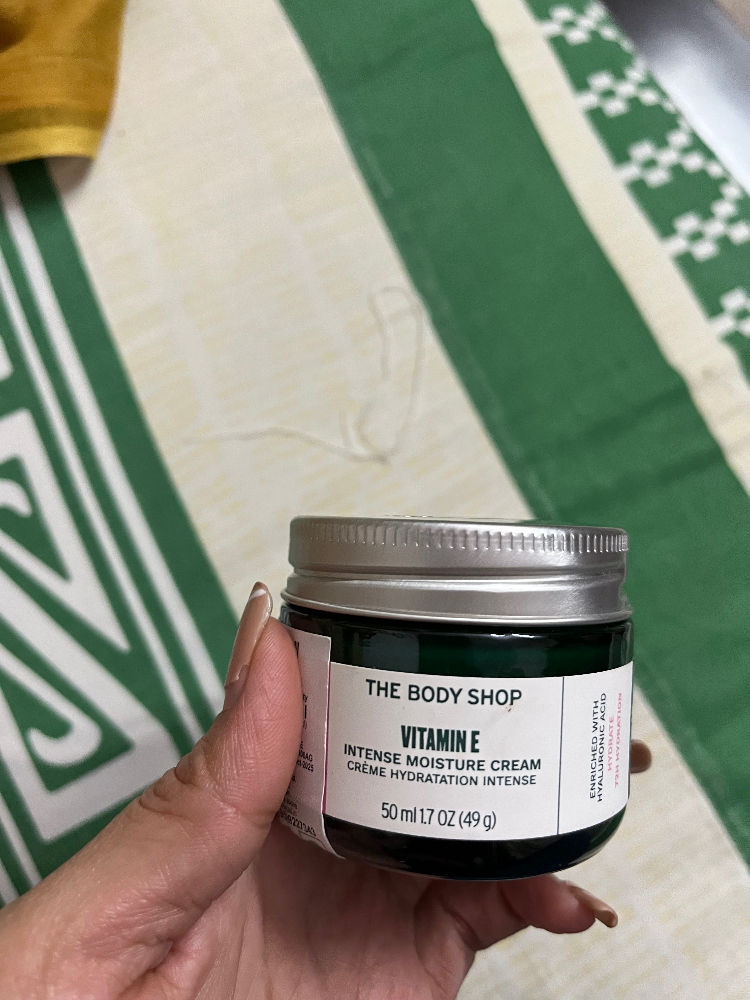 THE BODY SHOP
VITAMIN E
INTENSE MOISTURE CREAM
CRÈME HYDRATATION INTENSE
50 ml 1.7 OZ (49 g)
ENRICHED WITH
HYALURONIC ACID
HYDRATE
72H HYDRATION